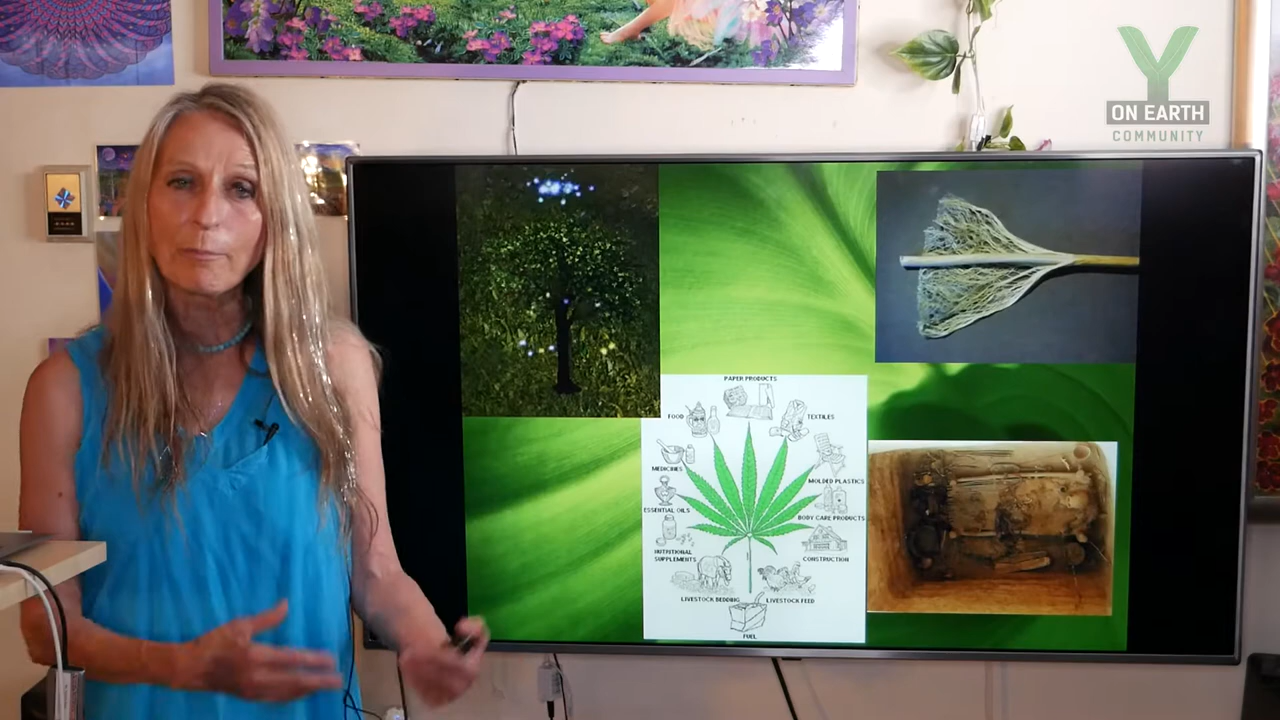 Y
ON EARTH
COMMUNITY
PAPER PRODUCTS
FOOD
TEXTILES
MEDICINES
MOLDED PLASTICS
ESSENTIAL OILS
BODY CARE PRODUCTS
NUTRITIONAL
SUPPLEMENTS
CONSTRUCTION
LIVESTOCK BEDDING
LIVESTOCK FEED
FUEL